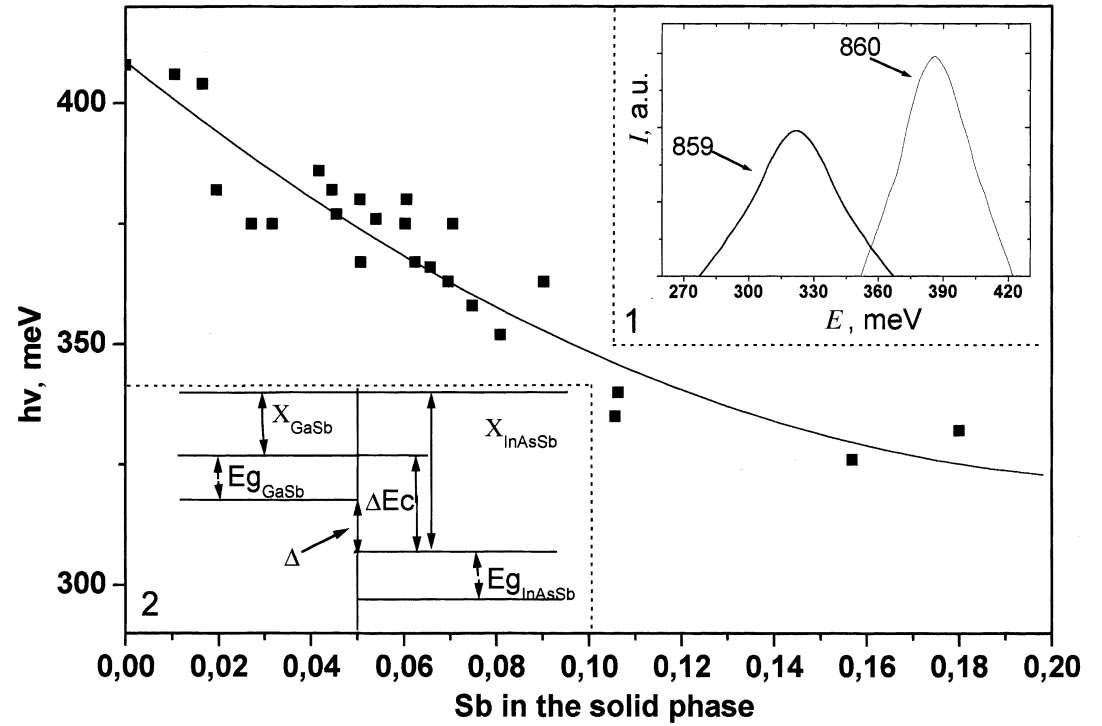 hν, meV
400
350
300
0,00 0,02 0,04 0,06 0,08 0,10 0,12 0,14 0,16 0,18 0,20
Sb in the solid phase
860
859
I, a.u.
270 300 330 360 390 420
E, meV
1
X_GaSb
X_InAsSb
Eg_GaSb
ΔEc
Δ
Eg_InAsSb
2